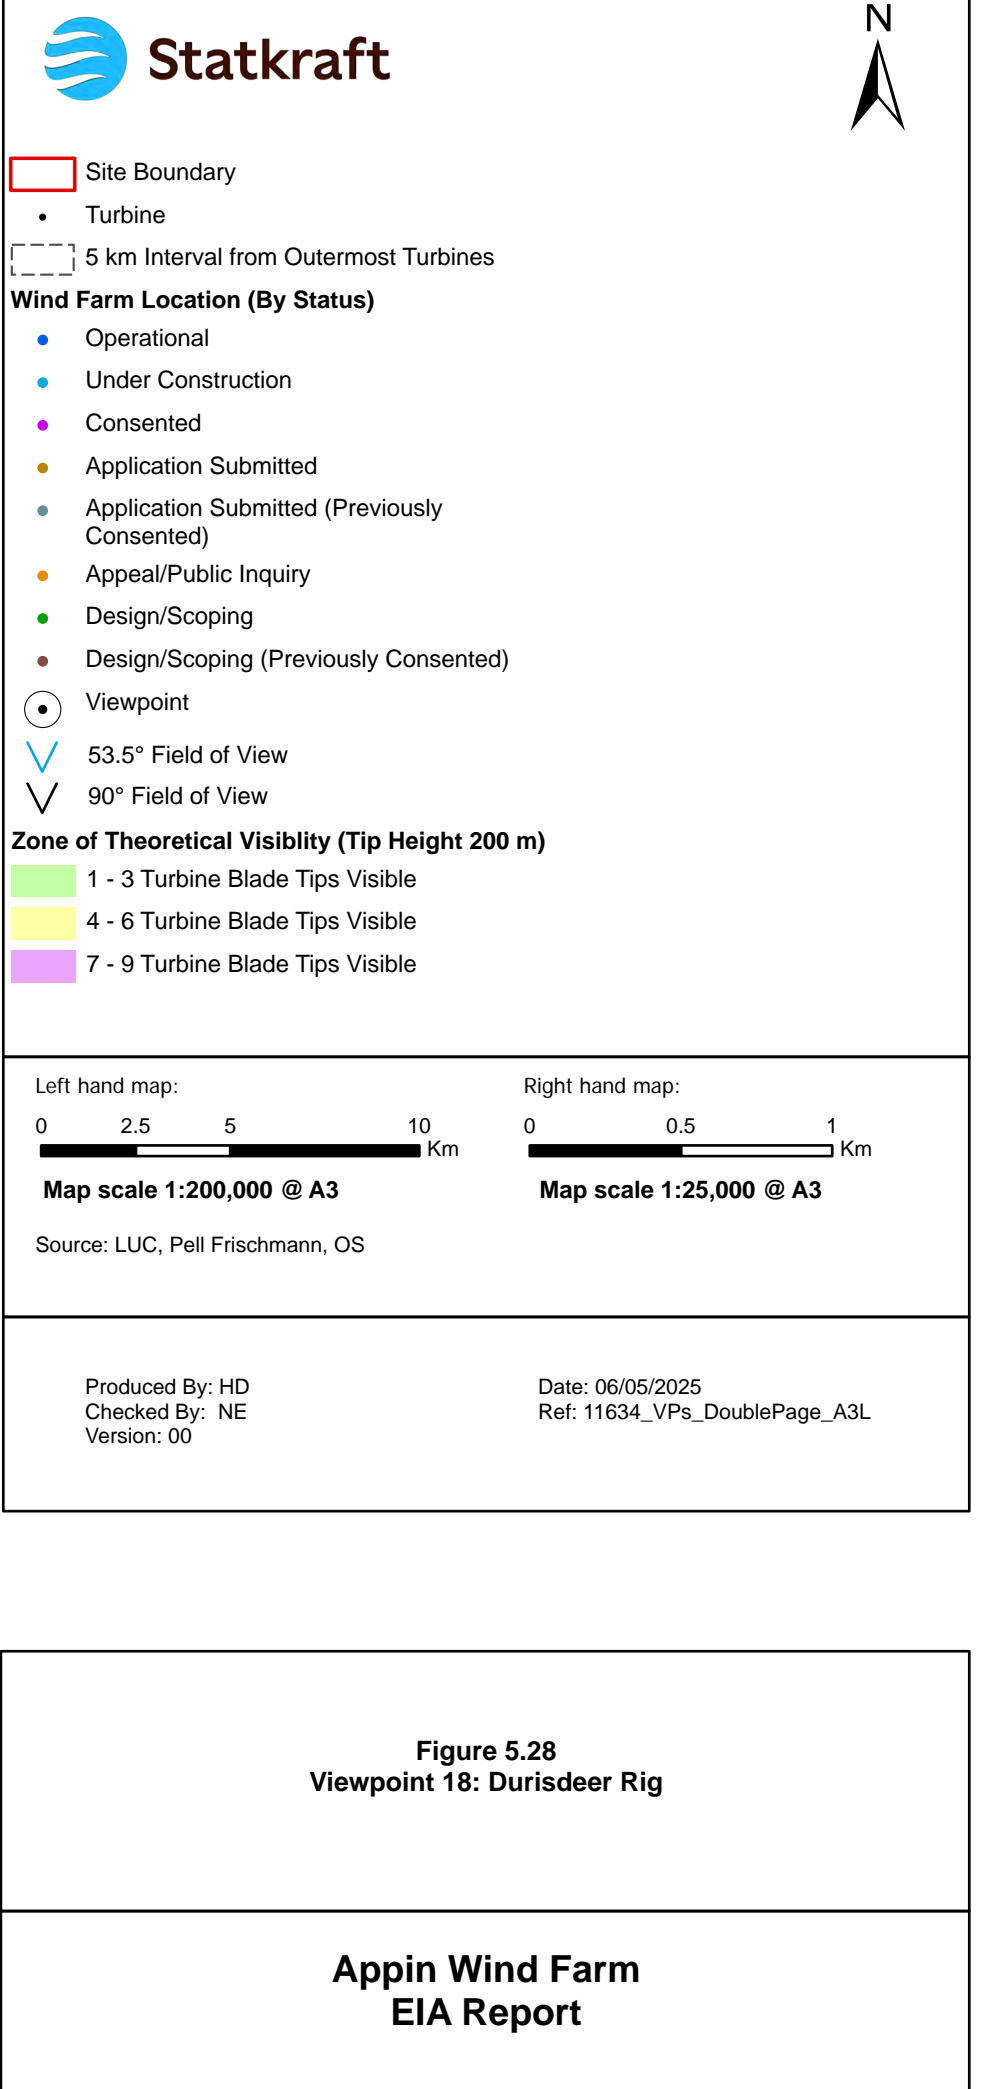 Statkraft
N
Site Boundary
Turbine
5 km Interval from Outermost Turbines
Wind Farm Location (By Status)
Operational
Under Construction
Consented
Application Submitted
Application Submitted (Previously
Consented)
Appeal/Public Inquiry
Design/Scoping
Design/Scoping (Previously Consented)
Viewpoint
53.5° Field of View
90° Field of View
Zone of Theoretical Visiblity (Tip Height 200 m)
1 - 3 Turbine Blade Tips Visible
4 - 6 Turbine Blade Tips Visible
7 - 9 Turbine Blade Tips Visible
Left hand map:
0 2.5 5 10
Km
Map scale 1:200,000 @ A3
Right hand map:
0 0.5 1
Km
Map scale 1:25,000 @ A3
Source: LUC, Pell Frischmann, OS
Produced By: HD
Checked By: NE
Version: 00
Date: 06/05/2025
Ref: 11634_VPs_DoublePage_A3L
Figure 5.28
Viewpoint 18: Durisdeer Rig
Appin Wind Farm
EIA Report